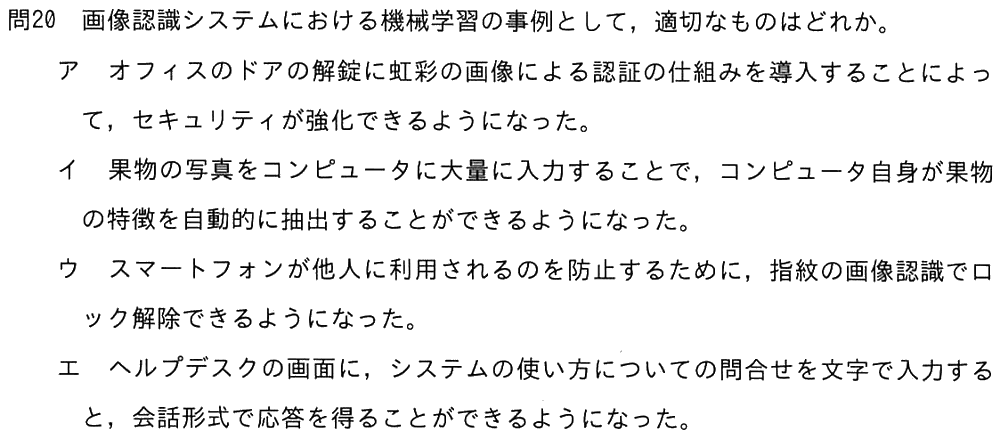 問20　画像認識システムにおける機械学習の事例として，適切なものはどれか。
ア　オフィスのドアの解錠に虹彩の画像による認証の仕組みを導入することによっ
て，セキュリティが強化できるようになった。
イ　果物の写真をコンピュータに大量に入力することで，コンピュータ自身が果物
の特徴を自動的に抽出することができるようになった。
ウ　スマートフォンが他人に利用されるのを防止するために，指紋の画像認識でロ
ック解除できるようになった。
エ　ヘルプデスクの画面に，システムの使い方についての問合せを文字で入力する
と，会話形式で応答を得ることができるようになった。